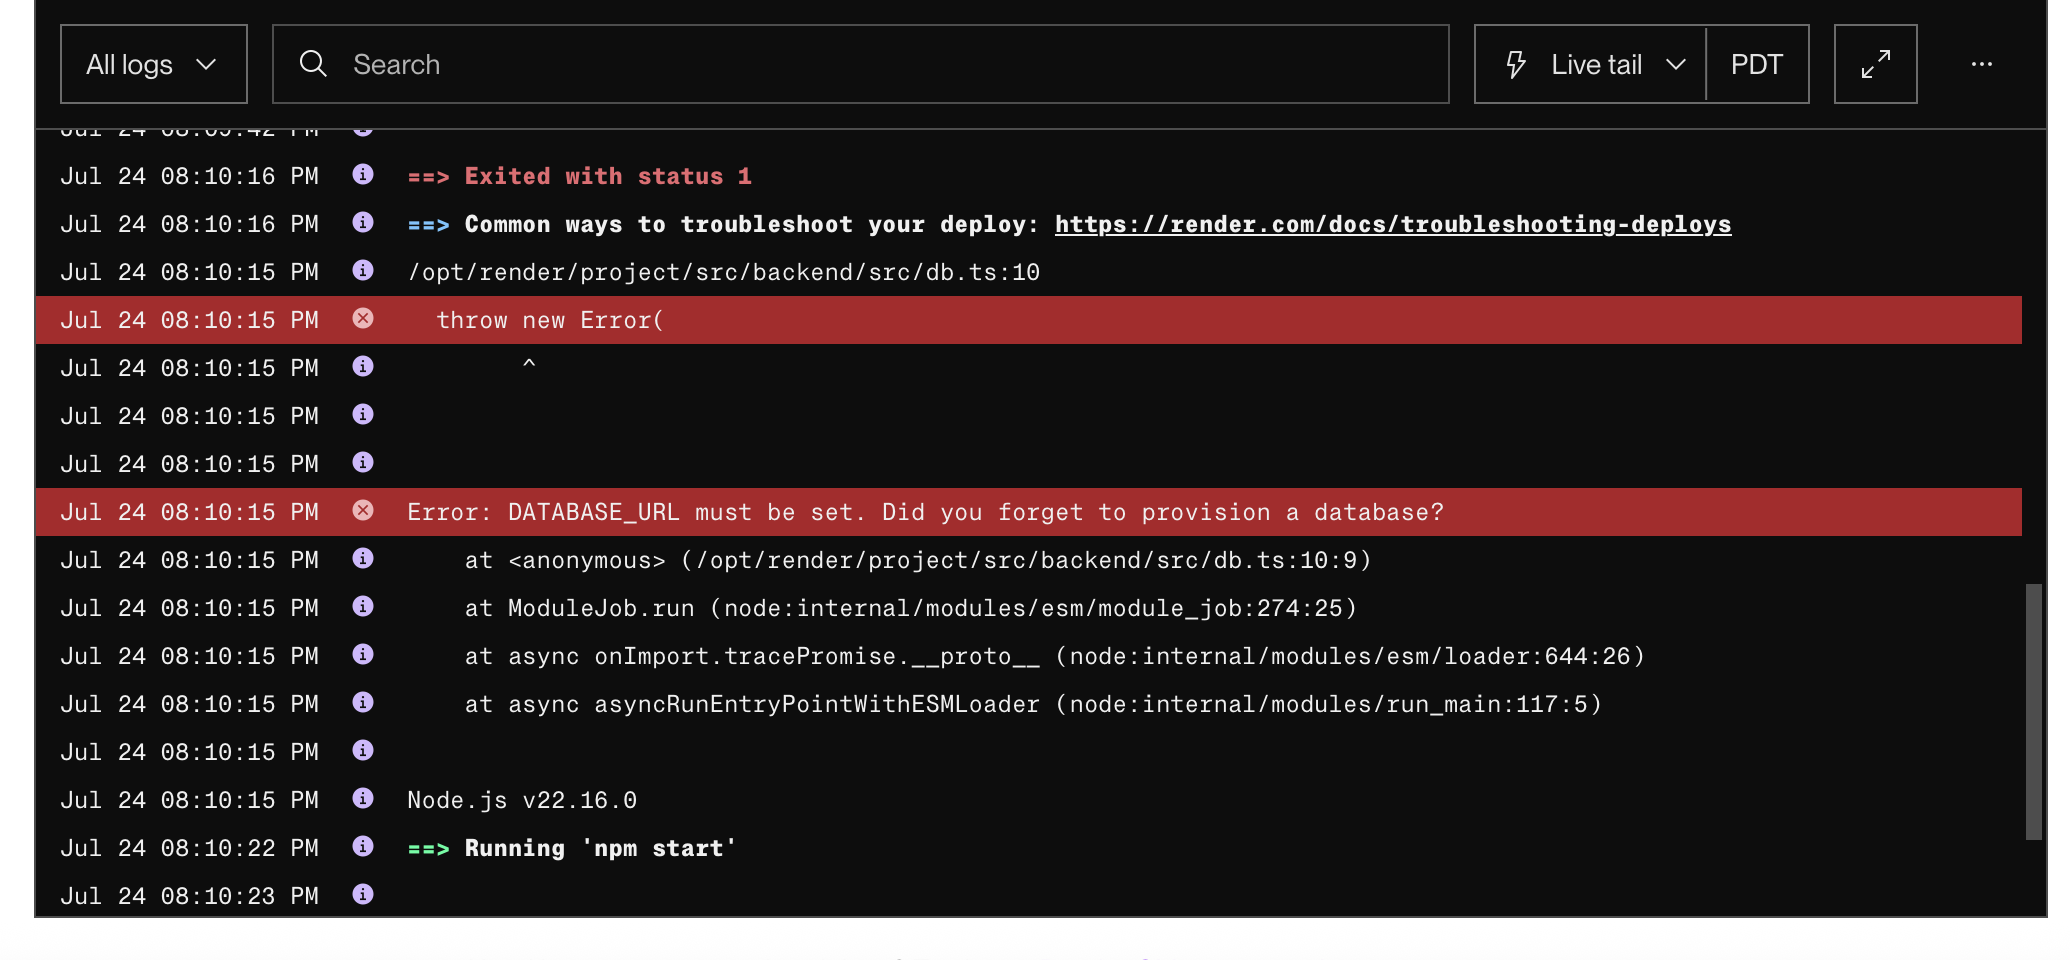 All logs
Search
Live tail
PDT
Jul 24 08:09:42 PM
Jul 24 08:10:16 PM ==> Exited with status 1
Jul 24 08:10:16 PM ==> Common ways to troubleshoot your deploy: https://render.com/docs/troubleshooting-deploys
Jul 24 08:10:15 PM /opt/render/project/src/backend/src/db.ts:10
Jul 24 08:10:15 PM throw new Error(
Jul 24 08:10:15 PM ^
Jul 24 08:10:15 PM
Jul 24 08:10:15 PM
Jul 24 08:10:15 PM Error: DATABASE_URL must be set. Did you forget to provision a database?
Jul 24 08:10:15 PM at <anonymous> (/opt/render/project/src/backend/src/db.ts:10:9)
Jul 24 08:10:15 PM at ModuleJob.run (node:internal/modules/esm/module_job:274:25)
Jul 24 08:10:15 PM at async onImport.tracePromise.__proto__ (node:internal/modules/esm/loader:644:26)
Jul 24 08:10:15 PM at async asyncRunEntryPointWithESMLoader (node:internal/modules/run_main:117:5)
Jul 24 08:10:15 PM
Jul 24 08:10:15 PM Node.js v22.16.0
Jul 24 08:10:22 PM ==> Running 'npm start'
Jul 24 08:10:23 PM